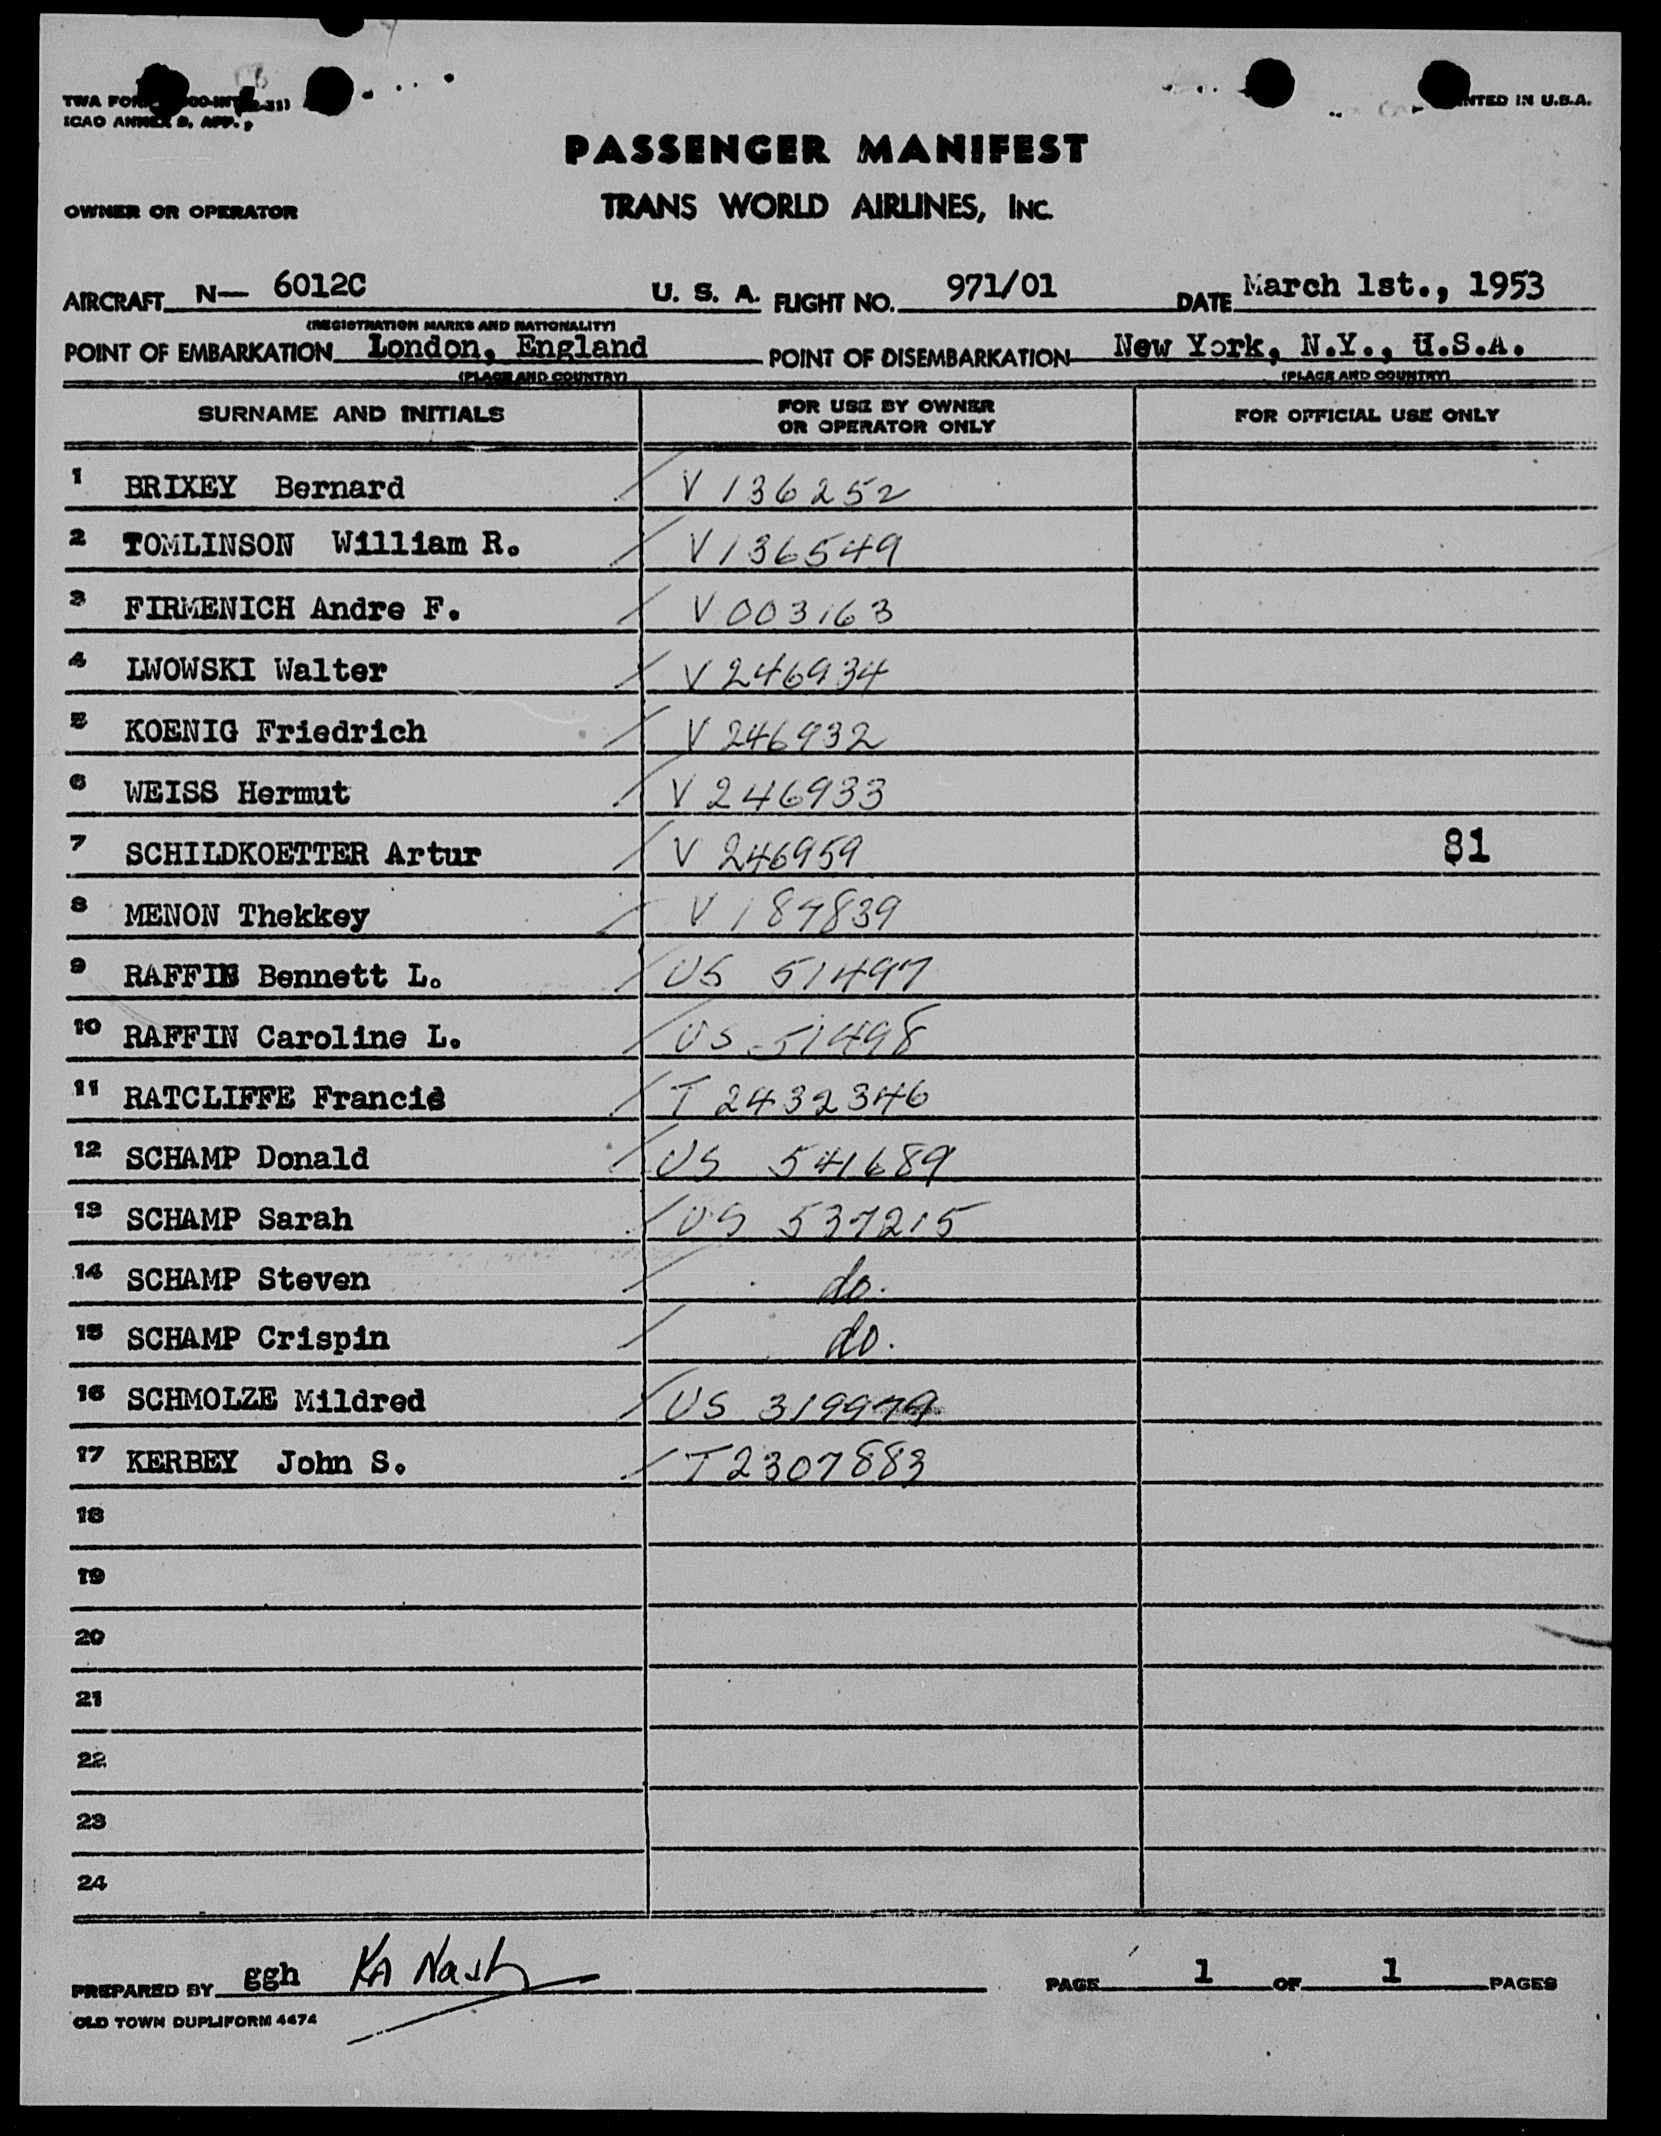 PRINTED IN U.S.A.
PASSENGER MANIFEST
OWNER OR OPERATOR TRANS WORLD AIRLINES, INC.
AIRCRAFT N— 6012C U. S. A. FLIGHT NO. 971/01 DATE March 1st., 1953
(REGISTRATION MARKS AND NATIONALITY)
POINT OF EMBARKATION London, England POINT OF DISEMBARKATION New York, N.Y., U.S.A.
(PLACE AND COUNTRY) (PLACE AND COUNTRY)
SURNAME AND INITIALS FOR USE BY OWNER OR OPERATOR ONLY FOR OFFICIAL USE ONLY
1 BRIXEY Bernard / V 136252
2 TOMLINSON William R. / V136549
3 FIRMENICH Andre F. / V 003163
4 LWOWSKI Walter / V 246934
5 KOENIG Friedrich / V 246932
6 WEISS Hermut / V 246933
7 SCHILDKOETTER Artur / V 246959 81
8 MENON Thekkey / V 189839
9 RAFFIN Bennett L. / US 51497
10 RAFFIN Caroline L. / US 51498
11 RATCLIFFE Francis / T 2432346
12 SCHAMP Donald / US 541689
13 SCHAMP Sarah / US 537215
14 SCHAMP Steven / do.
15 SCHAMP Crispin / do.
16 SCHMOLZE Mildred / US 319979
17 KERBEY John S. / T2307883
18
19
20
21
22
23
24
PREPARED BY ggh KA Nash PAGE 1 OF 1 PAGES
OLD TOWN DUPLIFORM 4474